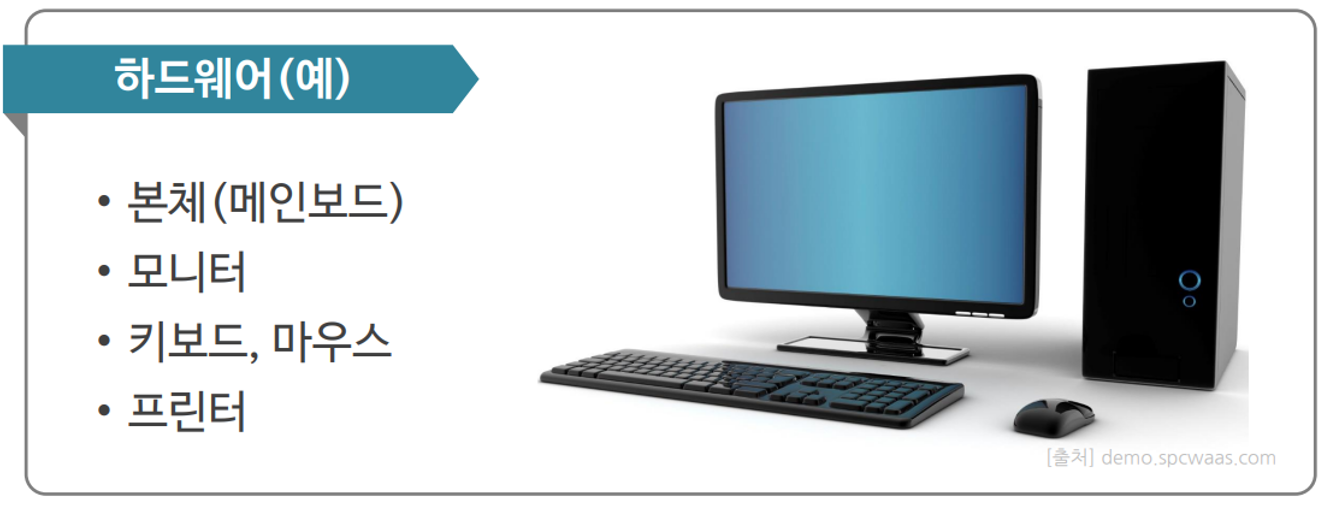 하드웨어(예)
• 본체(메인보드)
• 모니터
• 키보드, 마우스
• 프린터
[출처] demo.spcwaas.com